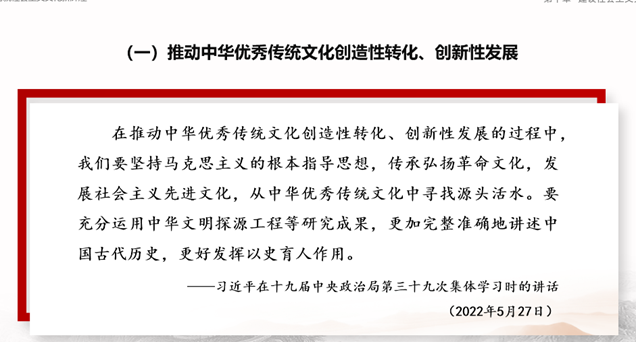 （一）推动中华优秀传统文化创造性转化、创新性发展
在推动中华优秀传统文化创造性转化、创新性发展的过程中，
我们要坚持马克思主义的根本指导思想，传承弘扬革命文化，发
展社会主义先进文化，从中华优秀传统文化中寻找源头活水。要
充分运用中华文明探源工程等研究成果，更加完整准确地讲述中
国古代历史，更好发挥以史育人作用。
——习近平在十九届中央政治局第三十九次集体学习时的讲话
（2022年5月27日）